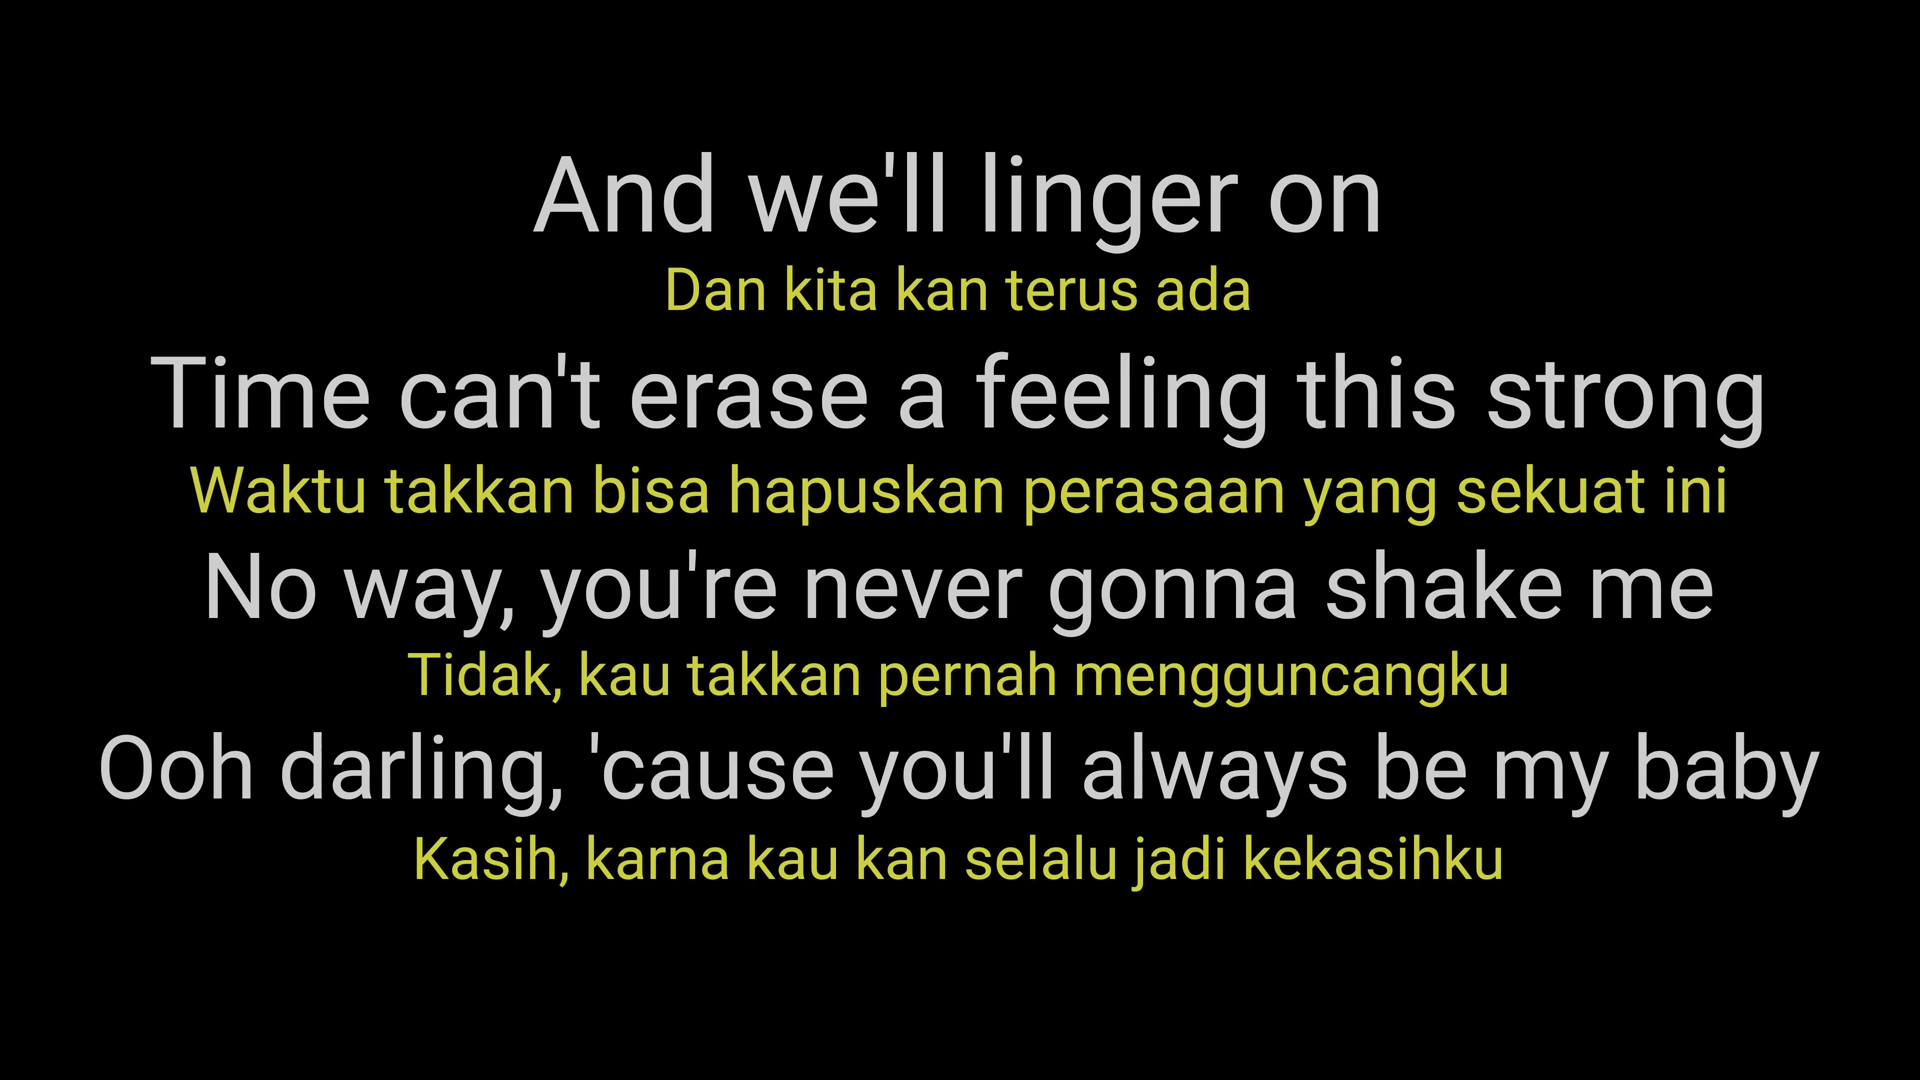 And we'll linger on
Dan kita kan terus ada
Time can't erase a feeling this strong
Waktu takkan bisa hapuskan perasaan yang sekuat ini
No way, you're never gonna shake me
Tidak, kau takkan pernah mengguncangku
Ooh darling, 'cause you'll always be my baby
Kasih, karna kau kan selalu jadi kekasihku